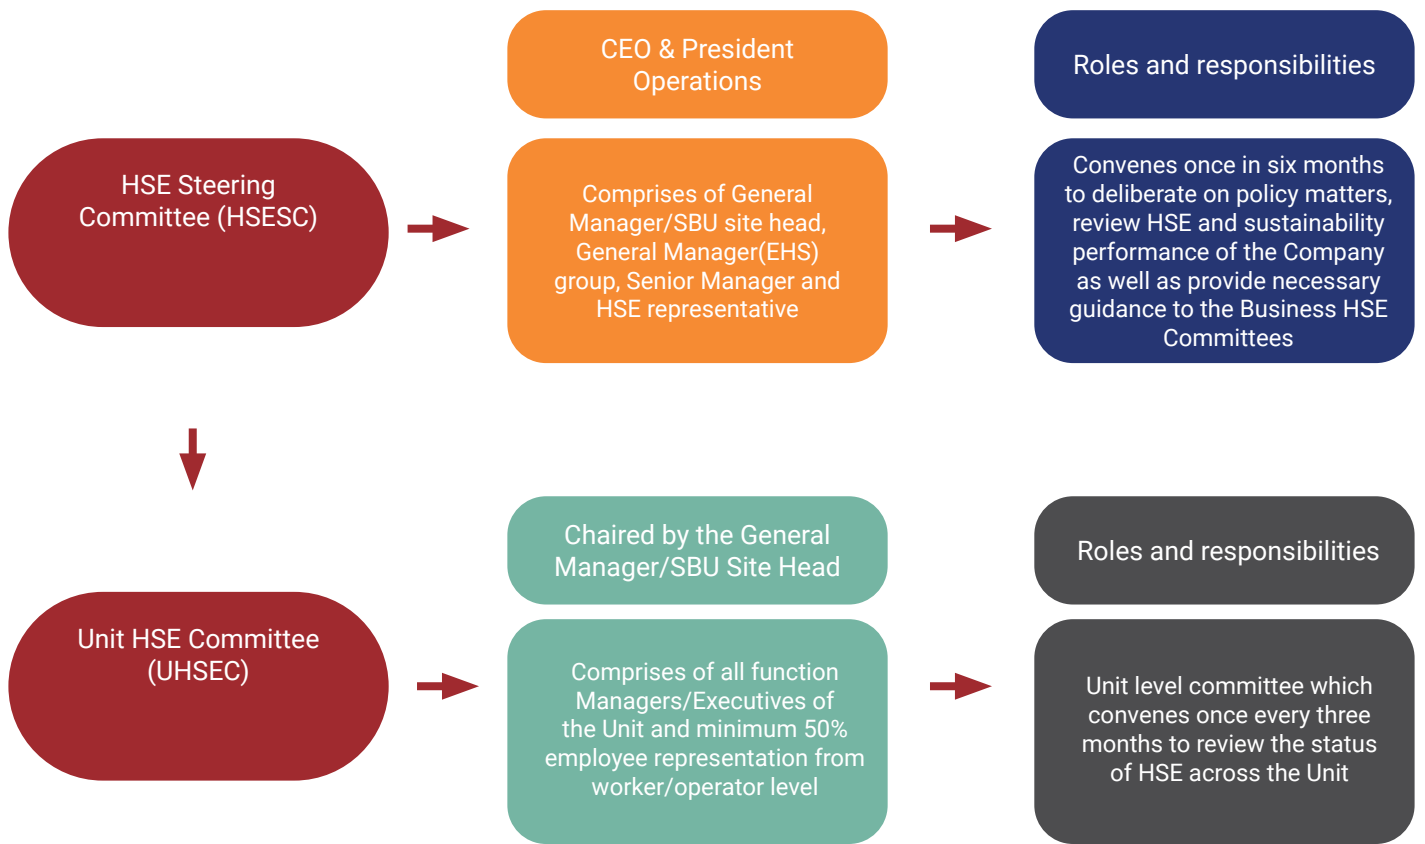 HSE Steering
Committee (HSESC)
CEO & President
Operations
Comprises of General
Manager/SBU site head,
General Manager(EHS)
group, Senior Manager and
HSE representative
Roles and responsibilities
Convenes once in six months
to deliberate on policy matters,
review HSE and sustainability
performance of the Company
as well as provide necessary
guidance to the Business HSE
Committees
Unit HSE Committee
(UHSEC)
Chaired by the General
Manager/SBU Site Head
Comprises of all function
Managers/Executives of
the Unit and minimum 50%
employee representation from
worker/operator level
Roles and responsibilities
Unit level committee which
convenes once every three
months to review the status
of HSE across the Unit